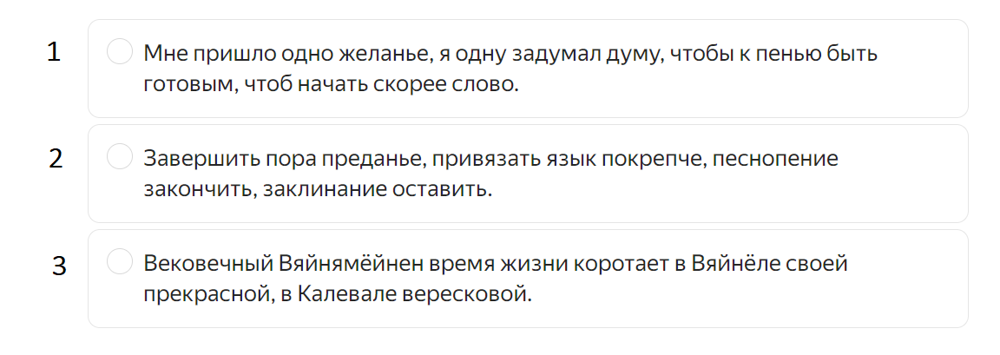 1 Мне пришло одно желанье, я одну задумал думу, чтобы к пенью быть
готовым, чтоб начать скорее слово.
2 Завершить пора преданье, привязать язык покрепче, песнопение
закончить, заклинание оставить.
3 Вековечный Вяйнямёйнен время жизни коротает в Вяйнёле своей
прекрасной, в Калевале вересковой.